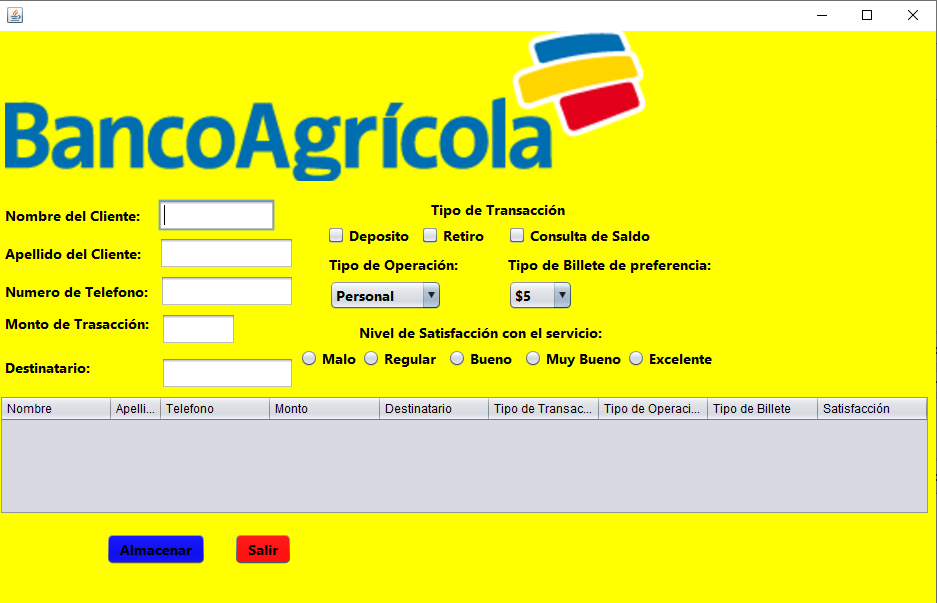 BancoAgrícola
Nombre del Cliente:
Tipo de Transacción
Deposito Retiro Consulta de Saldo
Apellido del Cliente:
Tipo de Operación: Tipo de Billete de preferencia:
Numero de Telefono:
Personal $5
Monto de Trasacción:
Nivel de Satisfacción con el servicio:
Malo Regular Bueno Muy Bueno Excelente
Destinatario:
Nombre Apelli... Telefono Monto Destinatario Tipo de Transac... Tipo de Operaci... Tipo de Billete Satisfacción
Almacenar Salir